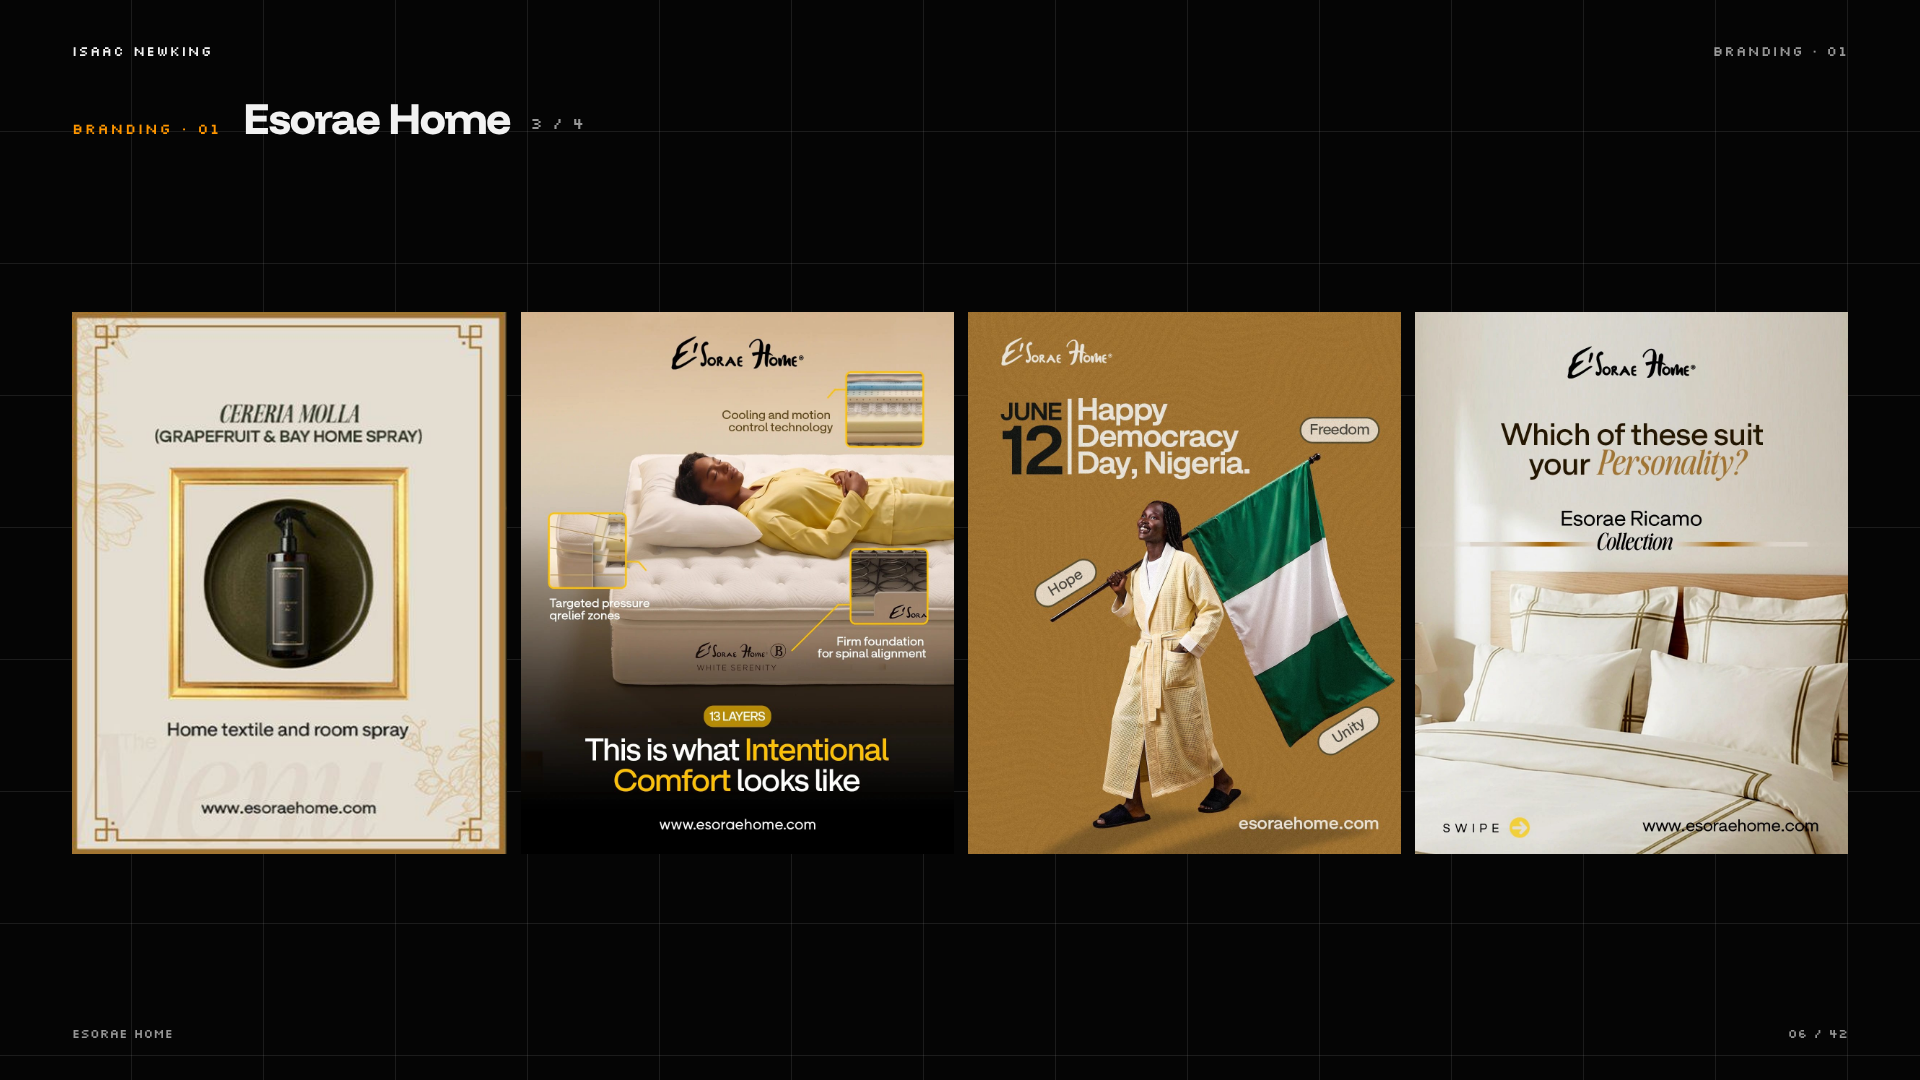 ISAAC NEWKING
BRANDING · 01
BRANDING · 01 Esorae Home 3 / 4
CERERIA MOLLA
(GRAPEFRUIT & BAY HOME SPRAY)
Home textile and room spray
The
Menu
www.esoraehome.com
E'Sorae Home®
Cooling and motion
control technology
Targeted pressure
qrelief zones
E'Sora
Firm foundation
for spinal alignment
E'Sorae Home® B
WHITE SERENITY
13 LAYERS
This is what Intentional
Comfort looks like
www.esoraehome.com
E'Sorae Home®
JUNE
12
Happy
Democracy
Day, Nigeria.
Freedom
Hope
Unity
esoraehome.com
E'Sorae Home®
Which of these suit
your Personality?
Esorae Ricamo
Collection
SWIPE
www.esoraehome.com
ESORAE HOME
06 / 42